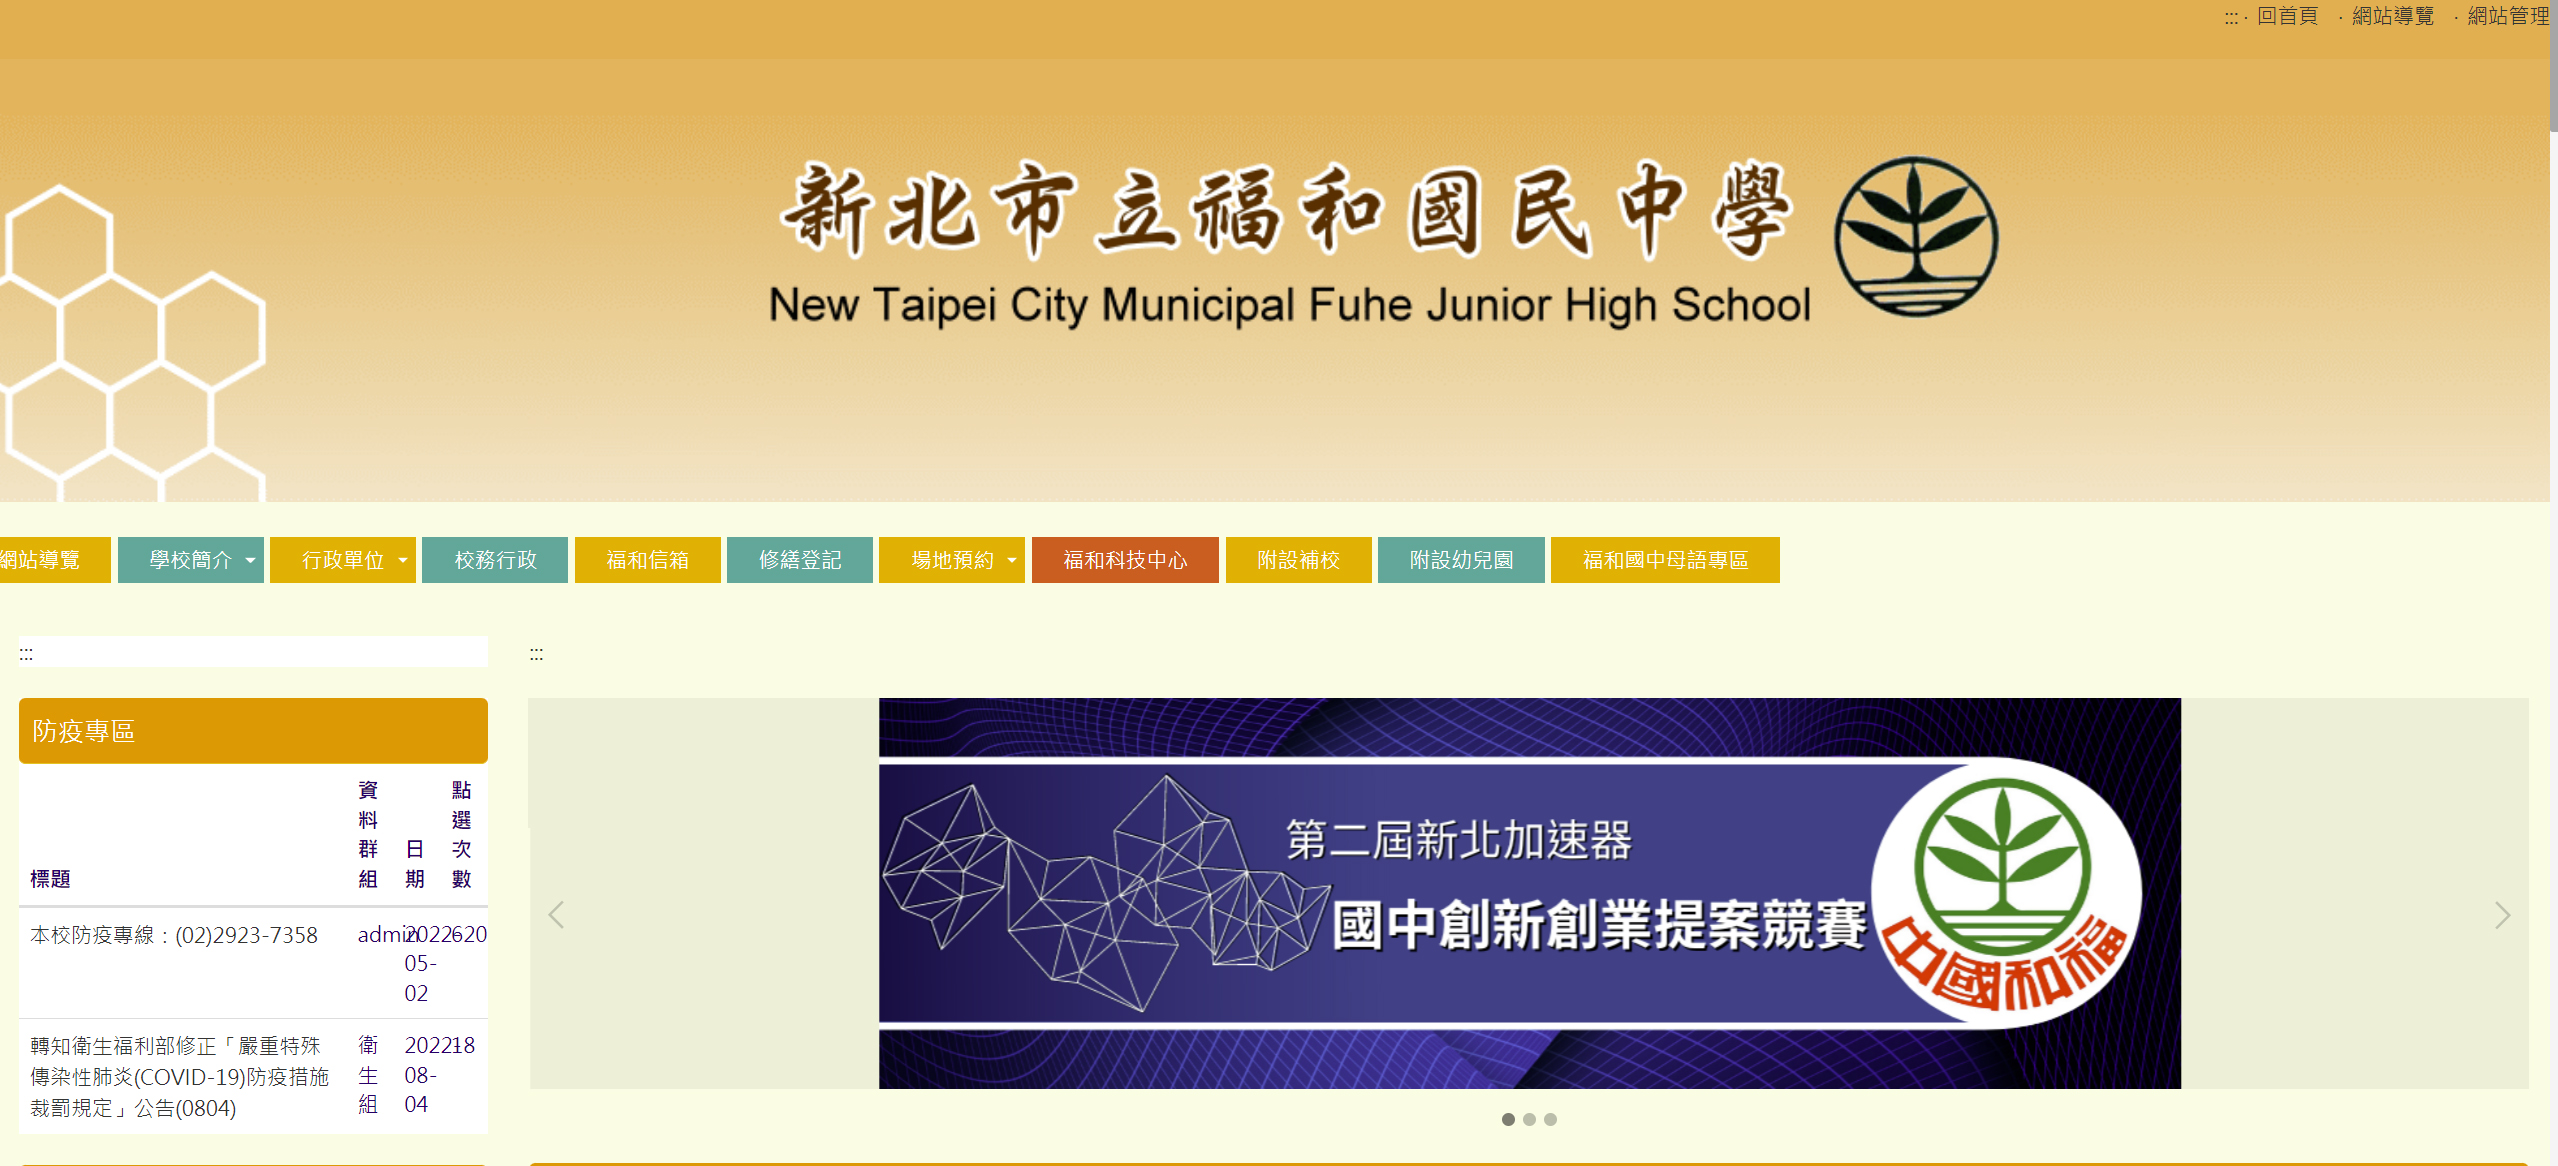 ::: · 回首頁 · 網站導覽 · 網站管理
新北市立福和國民中學
New Taipei City Municipal Fuhe Junior High School
網站導覽 學校簡介 行政單位 校務行政 福和信箱 修繕登記 場地預約 福和科技中心 附設補校 附設幼兒園 福和國中母語專區
:::
防疫專區
標題 資料群組 日期 點選次數
本校防疫專線：(02)2923-7358 admin 2022-05-02 620
轉知衛生福利部修正「嚴重特殊
傳染性肺炎(COVID-19)防疫措施
裁罰規定」公告(0804) 衛生組 2022-08-04 18
:::
第二屆新北加速器
國中創新創業提案競賽
中國和福